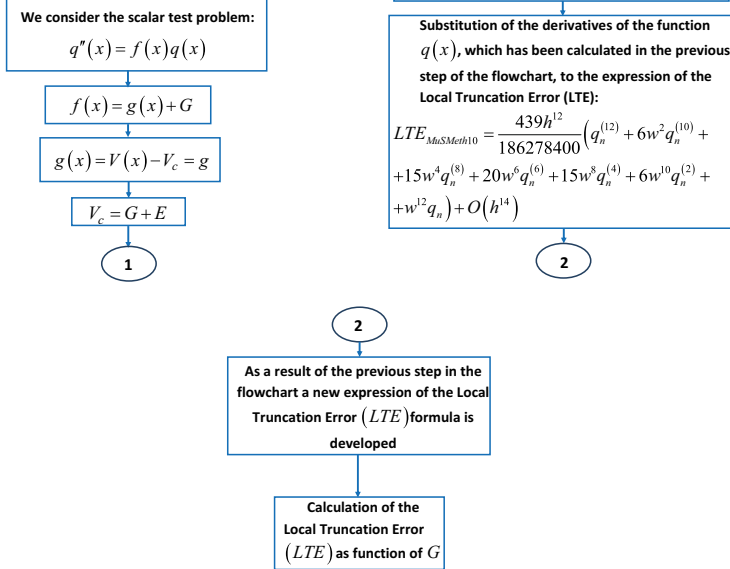 We consider the scalar test problem:
q″(x) = f(x)q(x)
f(x) = g(x) + G
g(x) = V(x) − V_c = g
V_c = G + E
1
Substitution of the derivatives of the function
q(x), which has been calculated in the previous
step of the flowchart, to the expression of the
Local Truncation Error (LTE):
LTE_{MuSMeth10} = \frac{439h^{12}}{186278400} ( q_n^{(12)} + 6w^2 q_n^{(10)} +
+15w^4 q_n^{(8)} + 20w^6 q_n^{(6)} + 15w^8 q_n^{(4)} + 6w^{10} q_n^{(2)} +
+w^{12} q_n ) + O(h^{14})
2
2
As a result of the previous step in the
flowchart a new expression of the Local
Truncation Error (LTE) formula is
developed
Calculation of the
Local Truncation Error
(LTE) as function of G